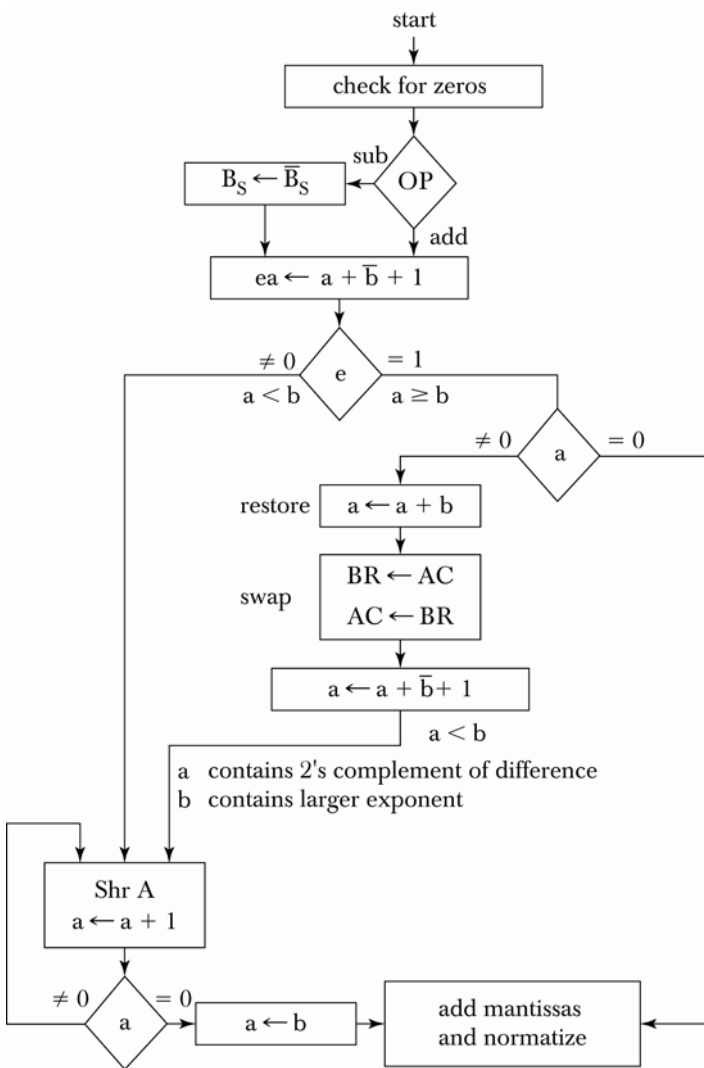 start
check for zeros
sub
B_S ← B̅_S
OP
add
ea ← a + b̅ + 1
≠ 0
= 1
e
a < b
a ≥ b
≠ 0
= 0
a
restore
a ← a + b
BR ← AC
swap
AC ← BR
a ← a + b̅ + 1
a < b
a contains 2's complement of difference
b contains larger exponent
Shr A
a ← a + 1
≠ 0
= 0
a
a ← b
add mantissas
and normatize